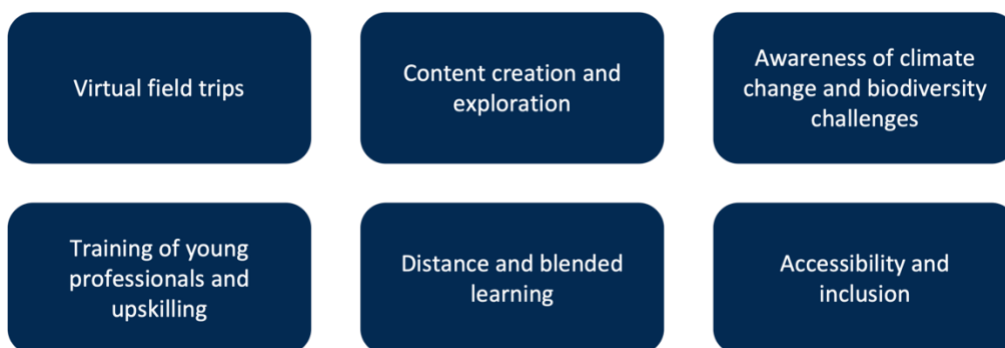 Virtual field trips
Content creation and
exploration
Awareness of climate
change and biodiversity
challenges
Training of young
professionals and
upskilling
Distance and blended
learning
Accessibility and
inclusion